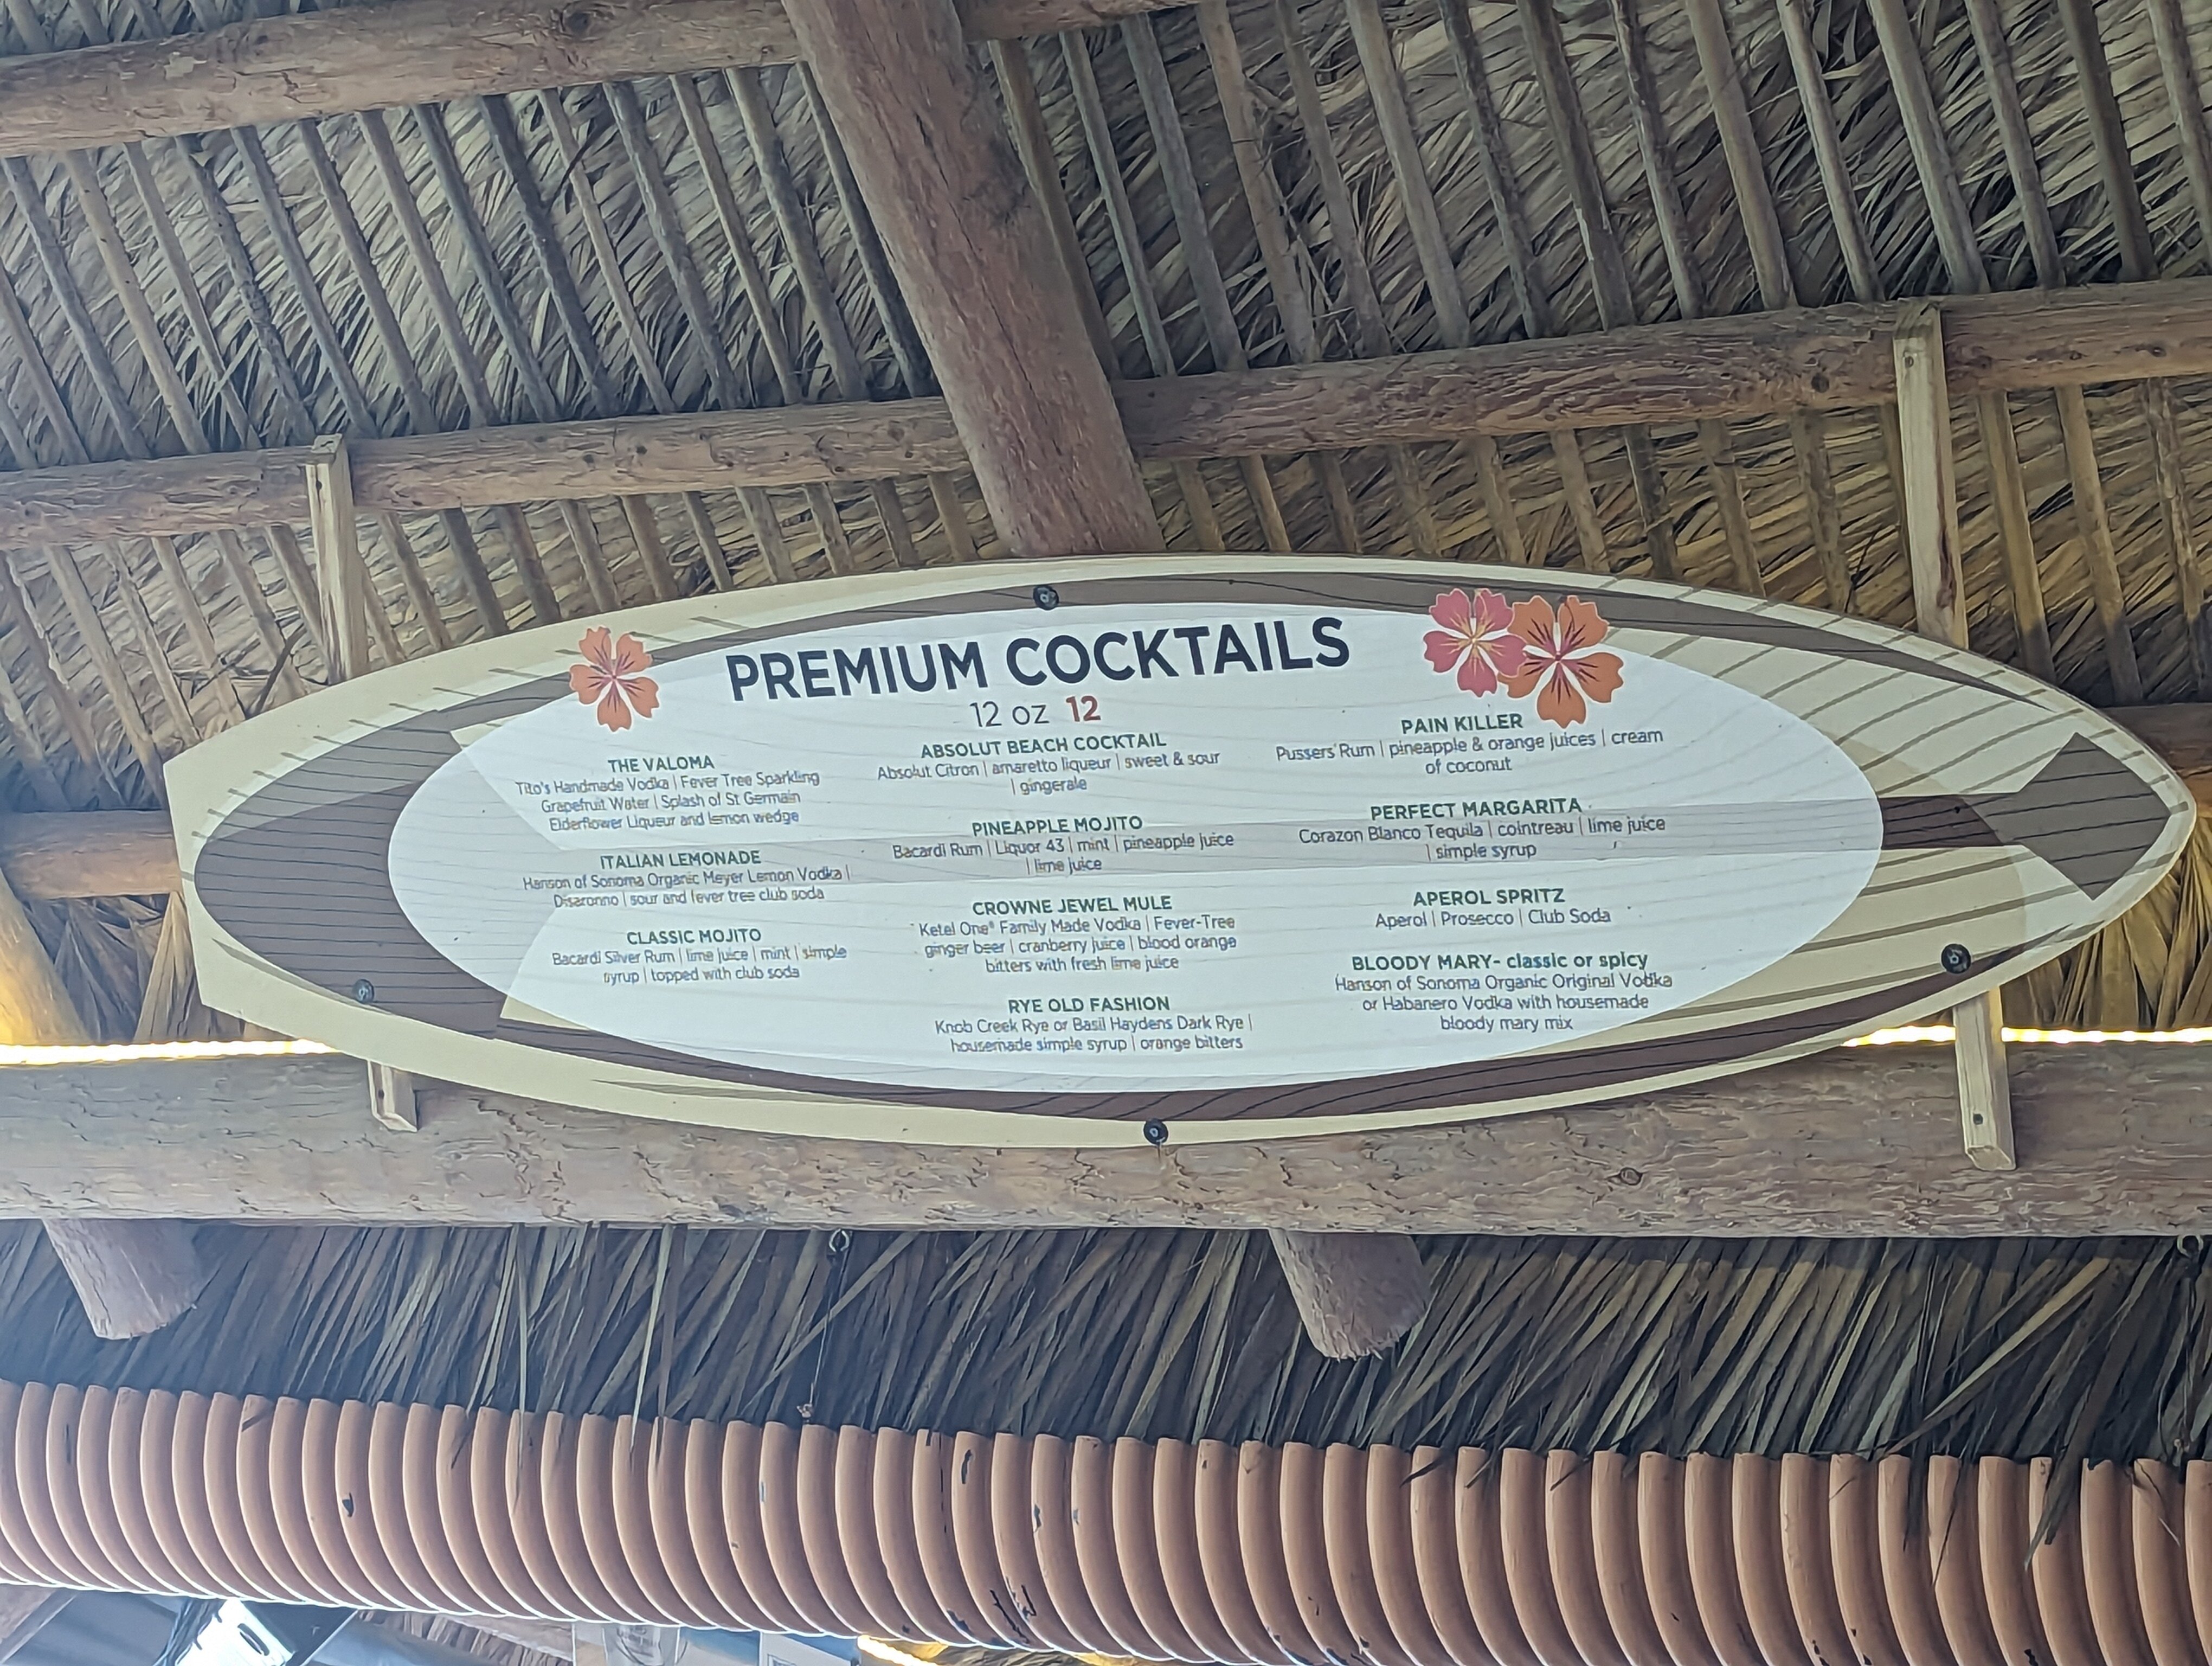 PREMIUM COCKTAILS
12 oz 12
THE VALOMA
Tito's Handmade Vodka | Fever Tree Sparkling
Grapefruit Water | Splash of St Germain
Elderflower Liqueur and lemon wedge
ITALIAN LEMONADE
Hanson of Sonoma Organic Meyer Lemon Vodka |
Disaronno | sour and fever tree club soda
CLASSIC MOJITO
Bacardi Silver Rum | lime juice | mint | simple
syrup | topped with club soda
ABSOLUT BEACH COCKTAIL
Absolut Citron | amaretto liqueur | sweet & sour
| gingerale
PINEAPPLE MOJITO
Bacardi Rum | Liquor 43 | mint | pineapple juice
| lime juice
CROWNE JEWEL MULE
Ketel One® Family Made Vodka | Fever-Tree
ginger beer | cranberry juice | blood orange
bitters with fresh lime juice
RYE OLD FASHION
Knob Creek Rye or Basil Haydens Dark Rye |
housemade simple syrup | orange bitters
PAIN KILLER
Pussers Rum | pineapple & orange juices | cream
of coconut
PERFECT MARGARITA
Corazon Blanco Tequila | cointreau | lime juice
| simple syrup
APEROL SPRITZ
Aperol | Prosecco | Club Soda
BLOODY MARY- classic or spicy
Hanson of Sonoma Organic Original Vodka
or Habanero Vodka with housemade
bloody mary mix